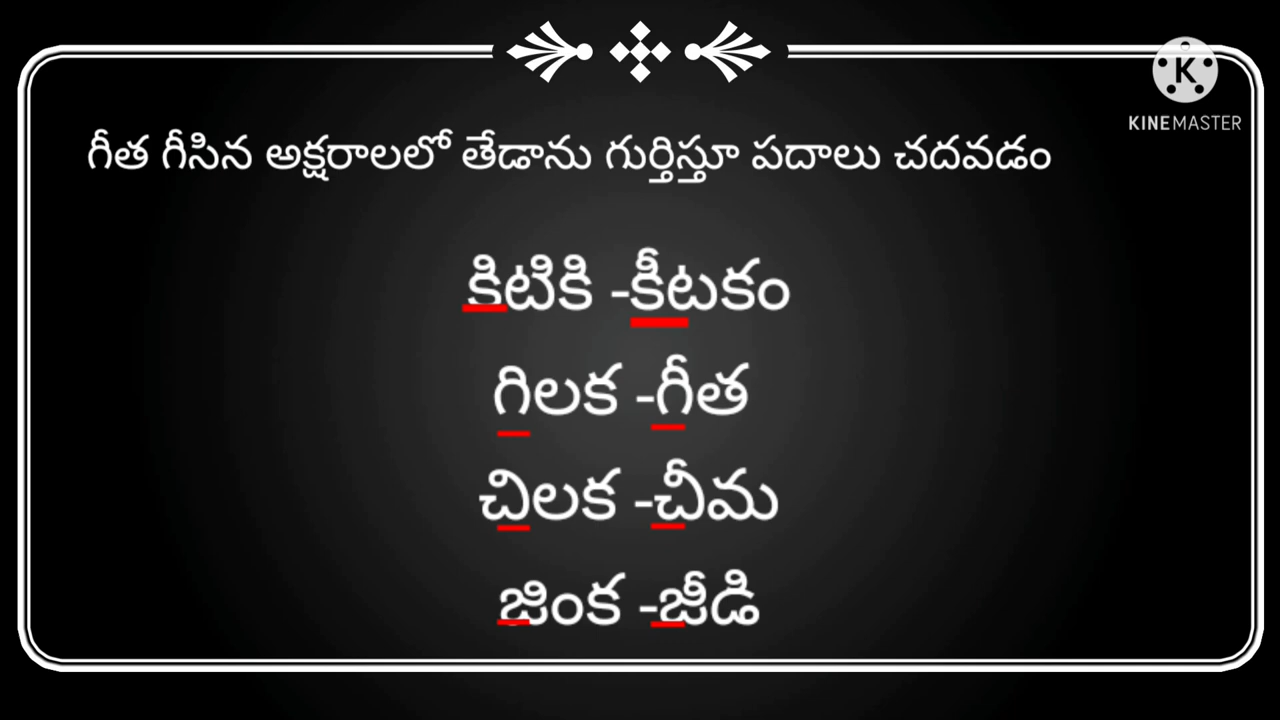 KINEMASTER
గీత గీసిన అక్షరాలలో తేడాను గుర్తిస్తూ పదాలు చదవడం
కిటికి -కీటకం
గిలక -గీత
చిలక -చీమ
జింక -జీడి